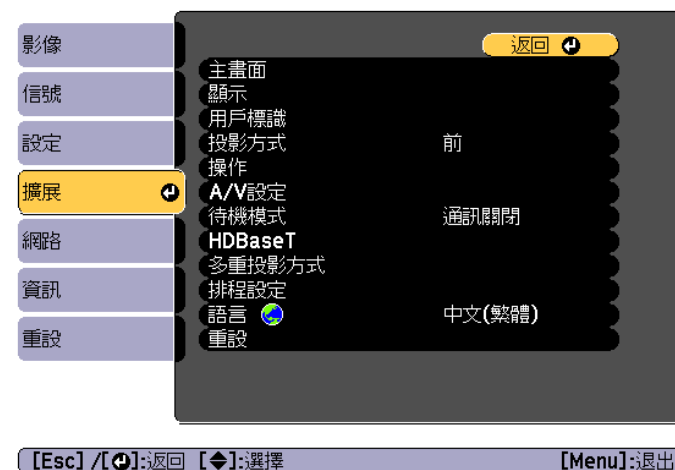 影像
信號
設定
擴展
網路
資訊
重設
返回
主畫面
顯示
用戶標識
投影方式 前
操作
A/V設定
待機模式 通訊關閉
HDBaseT
多重投影方式
排程設定
語言 中文(繁體)
重設
[Esc] /[]:返回 []:選擇 [Menu]:退出